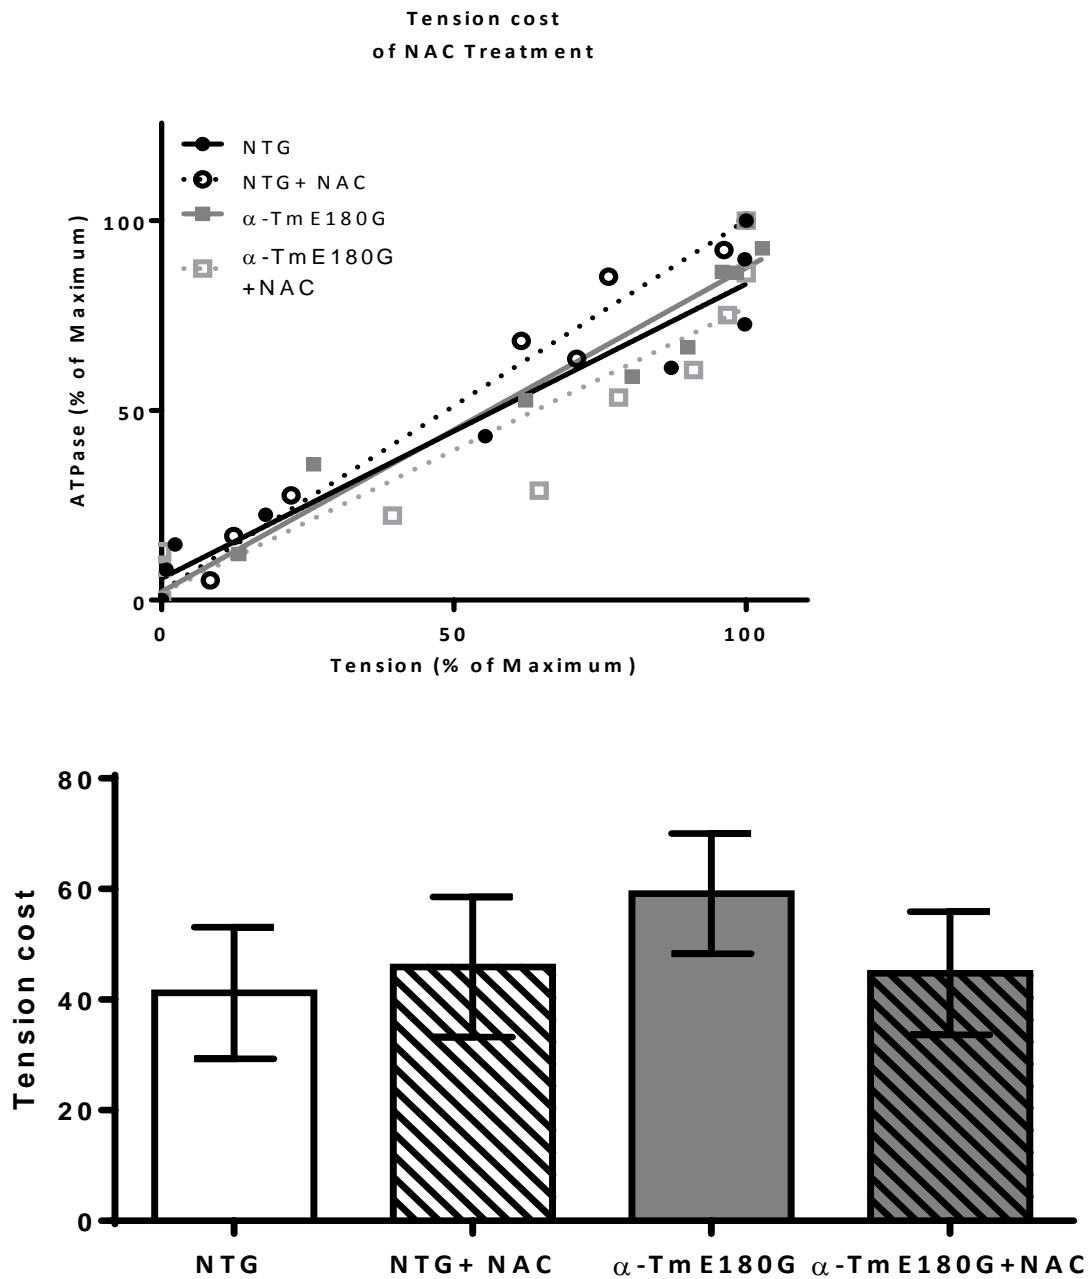 Tension cost
of NAC Treatment
NTG
NTG+ NAC
α-TmE180G
α-TmE180G
+NAC
ATPase (% of Maximum)
100
50
0
0 50 100
Tension (% of Maximum)
Tension cost
80
60
40
20
0
NTG NTG+ NAC α-TmE180G α-TmE180G+NAC